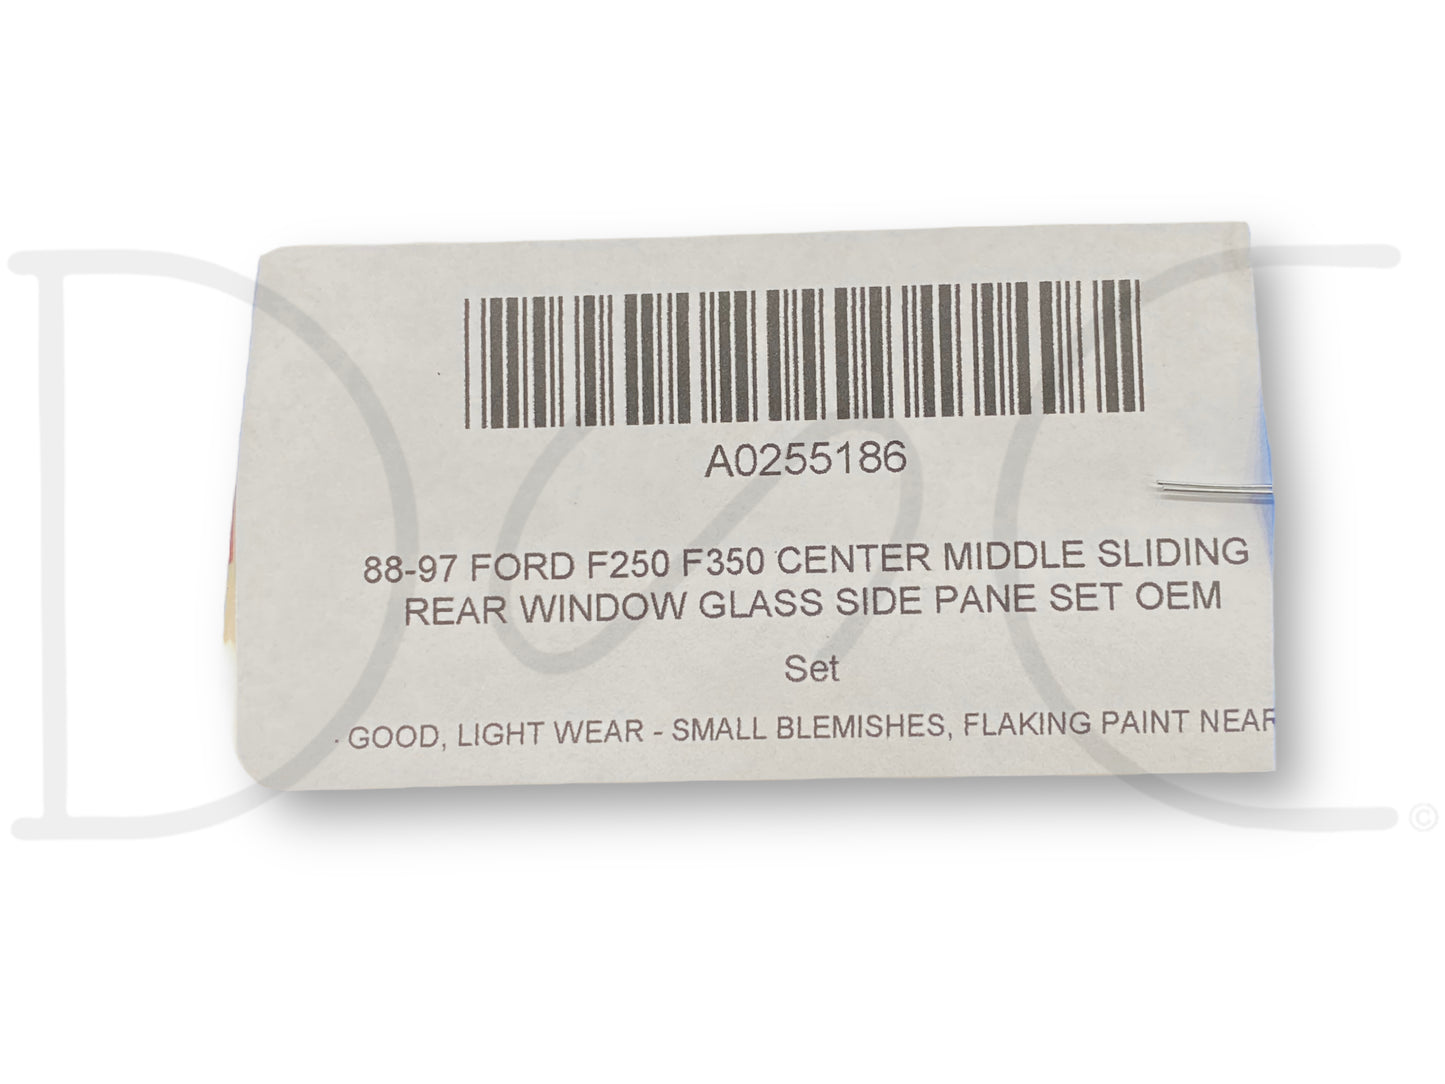 A0255186
88-97 FORD F250 F350 CENTER MIDDLE SLIDING
REAR WINDOW GLASS SIDE PANE SET OEM
Set
GOOD, LIGHT WEAR - SMALL BLEMISHES, FLAKING PAINT NEAR
D C ©